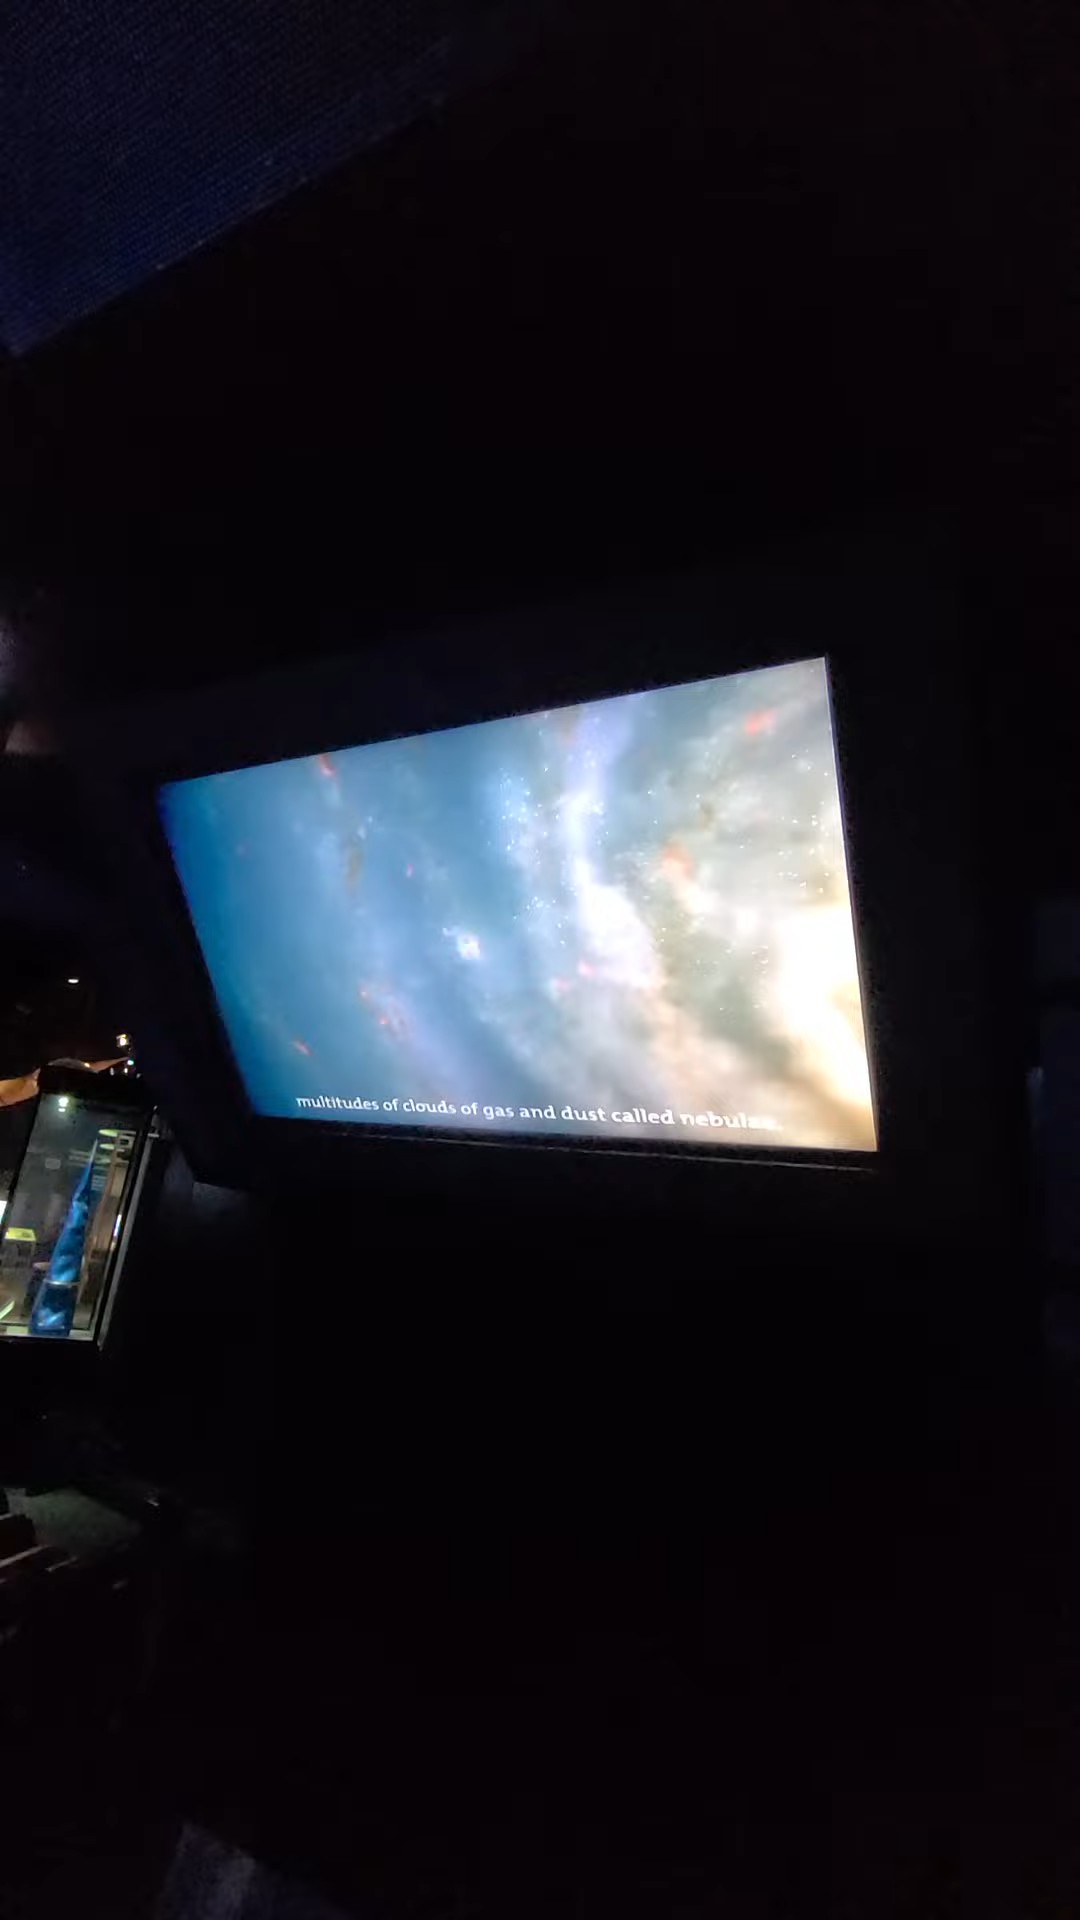 multitudes of clouds of gas and dust called nebulae.